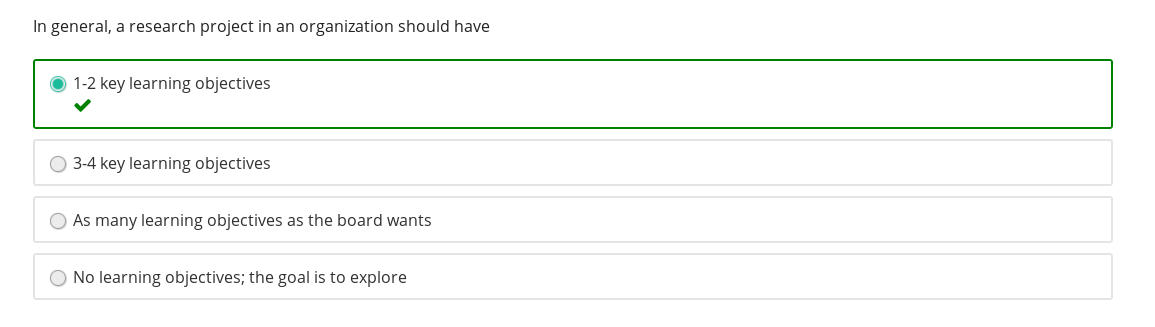 In general, a research project in an organization should have
1-2 key learning objectives
3-4 key learning objectives
As many learning objectives as the board wants
No learning objectives; the goal is to explore